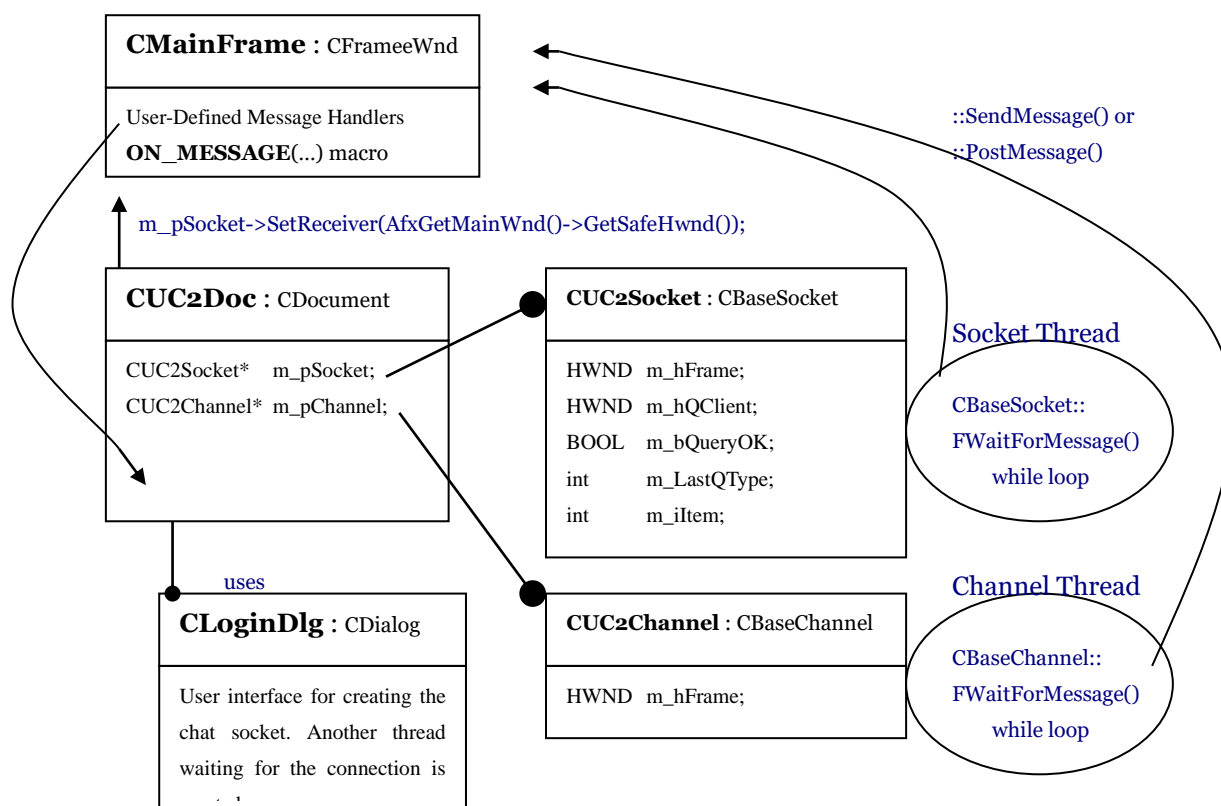 CMainFrame : CFrameeWnd
User-Defined Message Handlers
ON_MESSAGE(...) macro
::SendMessage() or
::PostMessage()
m_pSocket->SetReceiver(AfxGetMainWnd()->GetSafeHwnd());
CUC2Doc : CDocument
CUC2Socket* m_pSocket;
CUC2Channel* m_pChannel;
CUC2Socket : CBaseSocket
HWND m_hFrame;
HWND m_hQClient;
BOOL m_bQueryOK;
int m_LastQType;
int m_iItem;
Socket Thread
CBaseSocket::
FWaitForMessage()
while loop
uses
CLoginDlg : CDialog
User interface for creating the
chat socket. Another thread
waiting for the connection is
CUC2Channel : CBaseChannel
HWND m_hFrame;
Channel Thread
CBaseChannel::
FWaitForMessage()
while loop